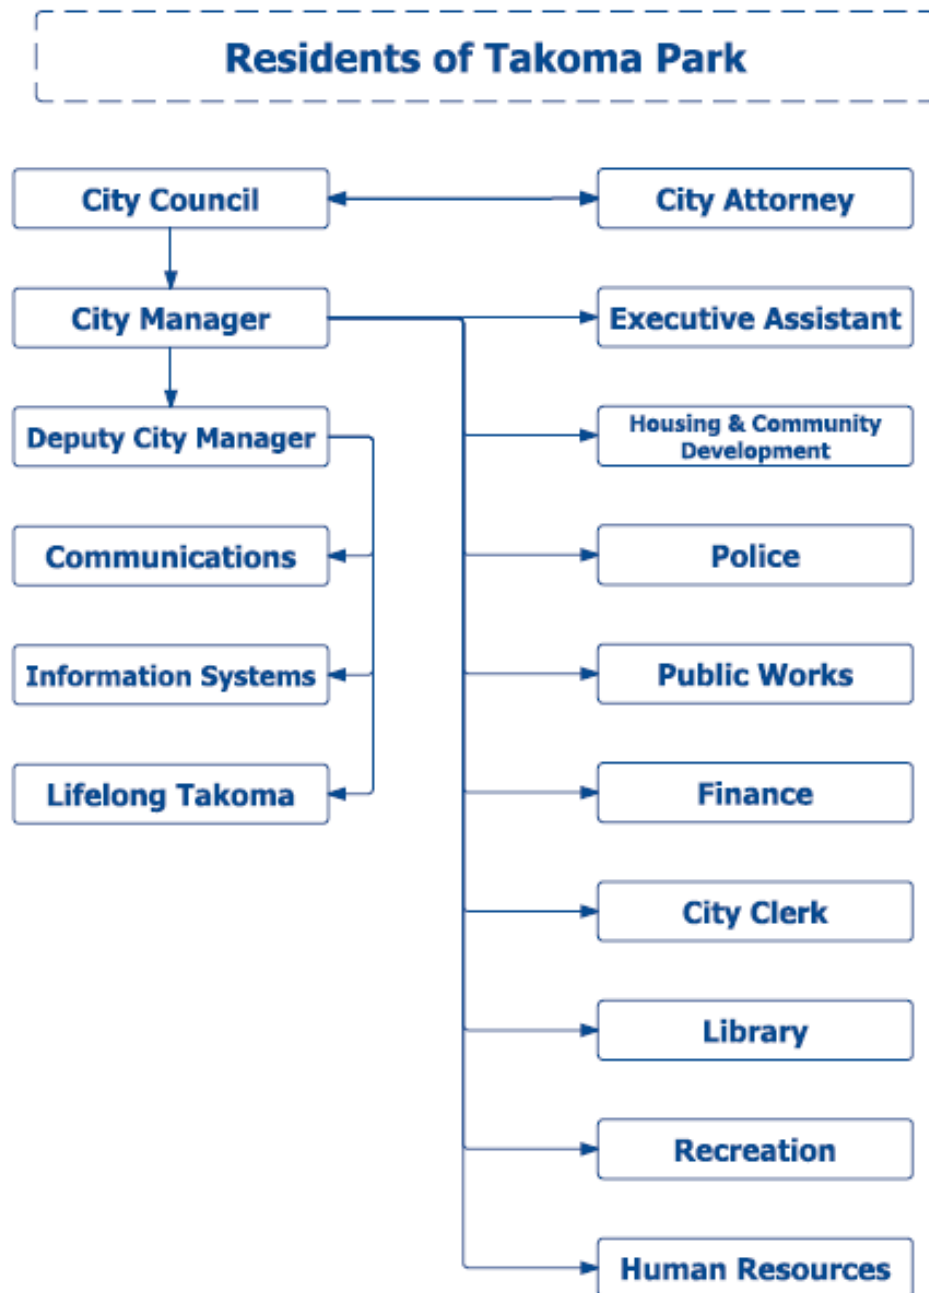 Residents of Takoma Park
City Council
City Attorney
City Manager
Executive Assistant
Deputy City Manager
Housing & Community
Development
Communications
Police
Information Systems
Public Works
Lifelong Takoma
Finance
City Clerk
Library
Recreation
Human Resources